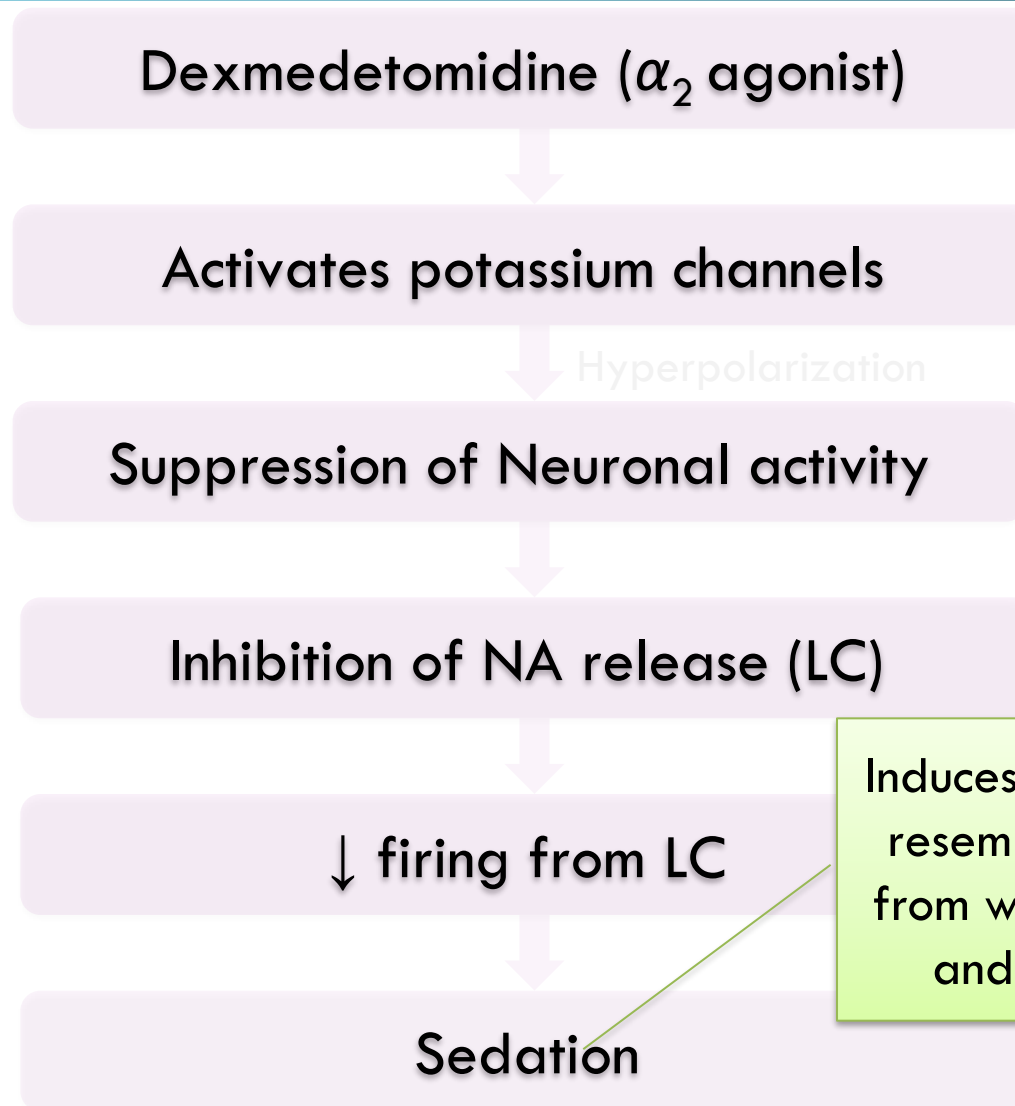 Dexmedetomidine (α₂ agonist)
Activates potassium channels
Hyperpolarization
Suppression of Neuronal activity
Inhibition of NA release (LC)
↓ firing from LC
Induces
resem
from w
and
Sedation